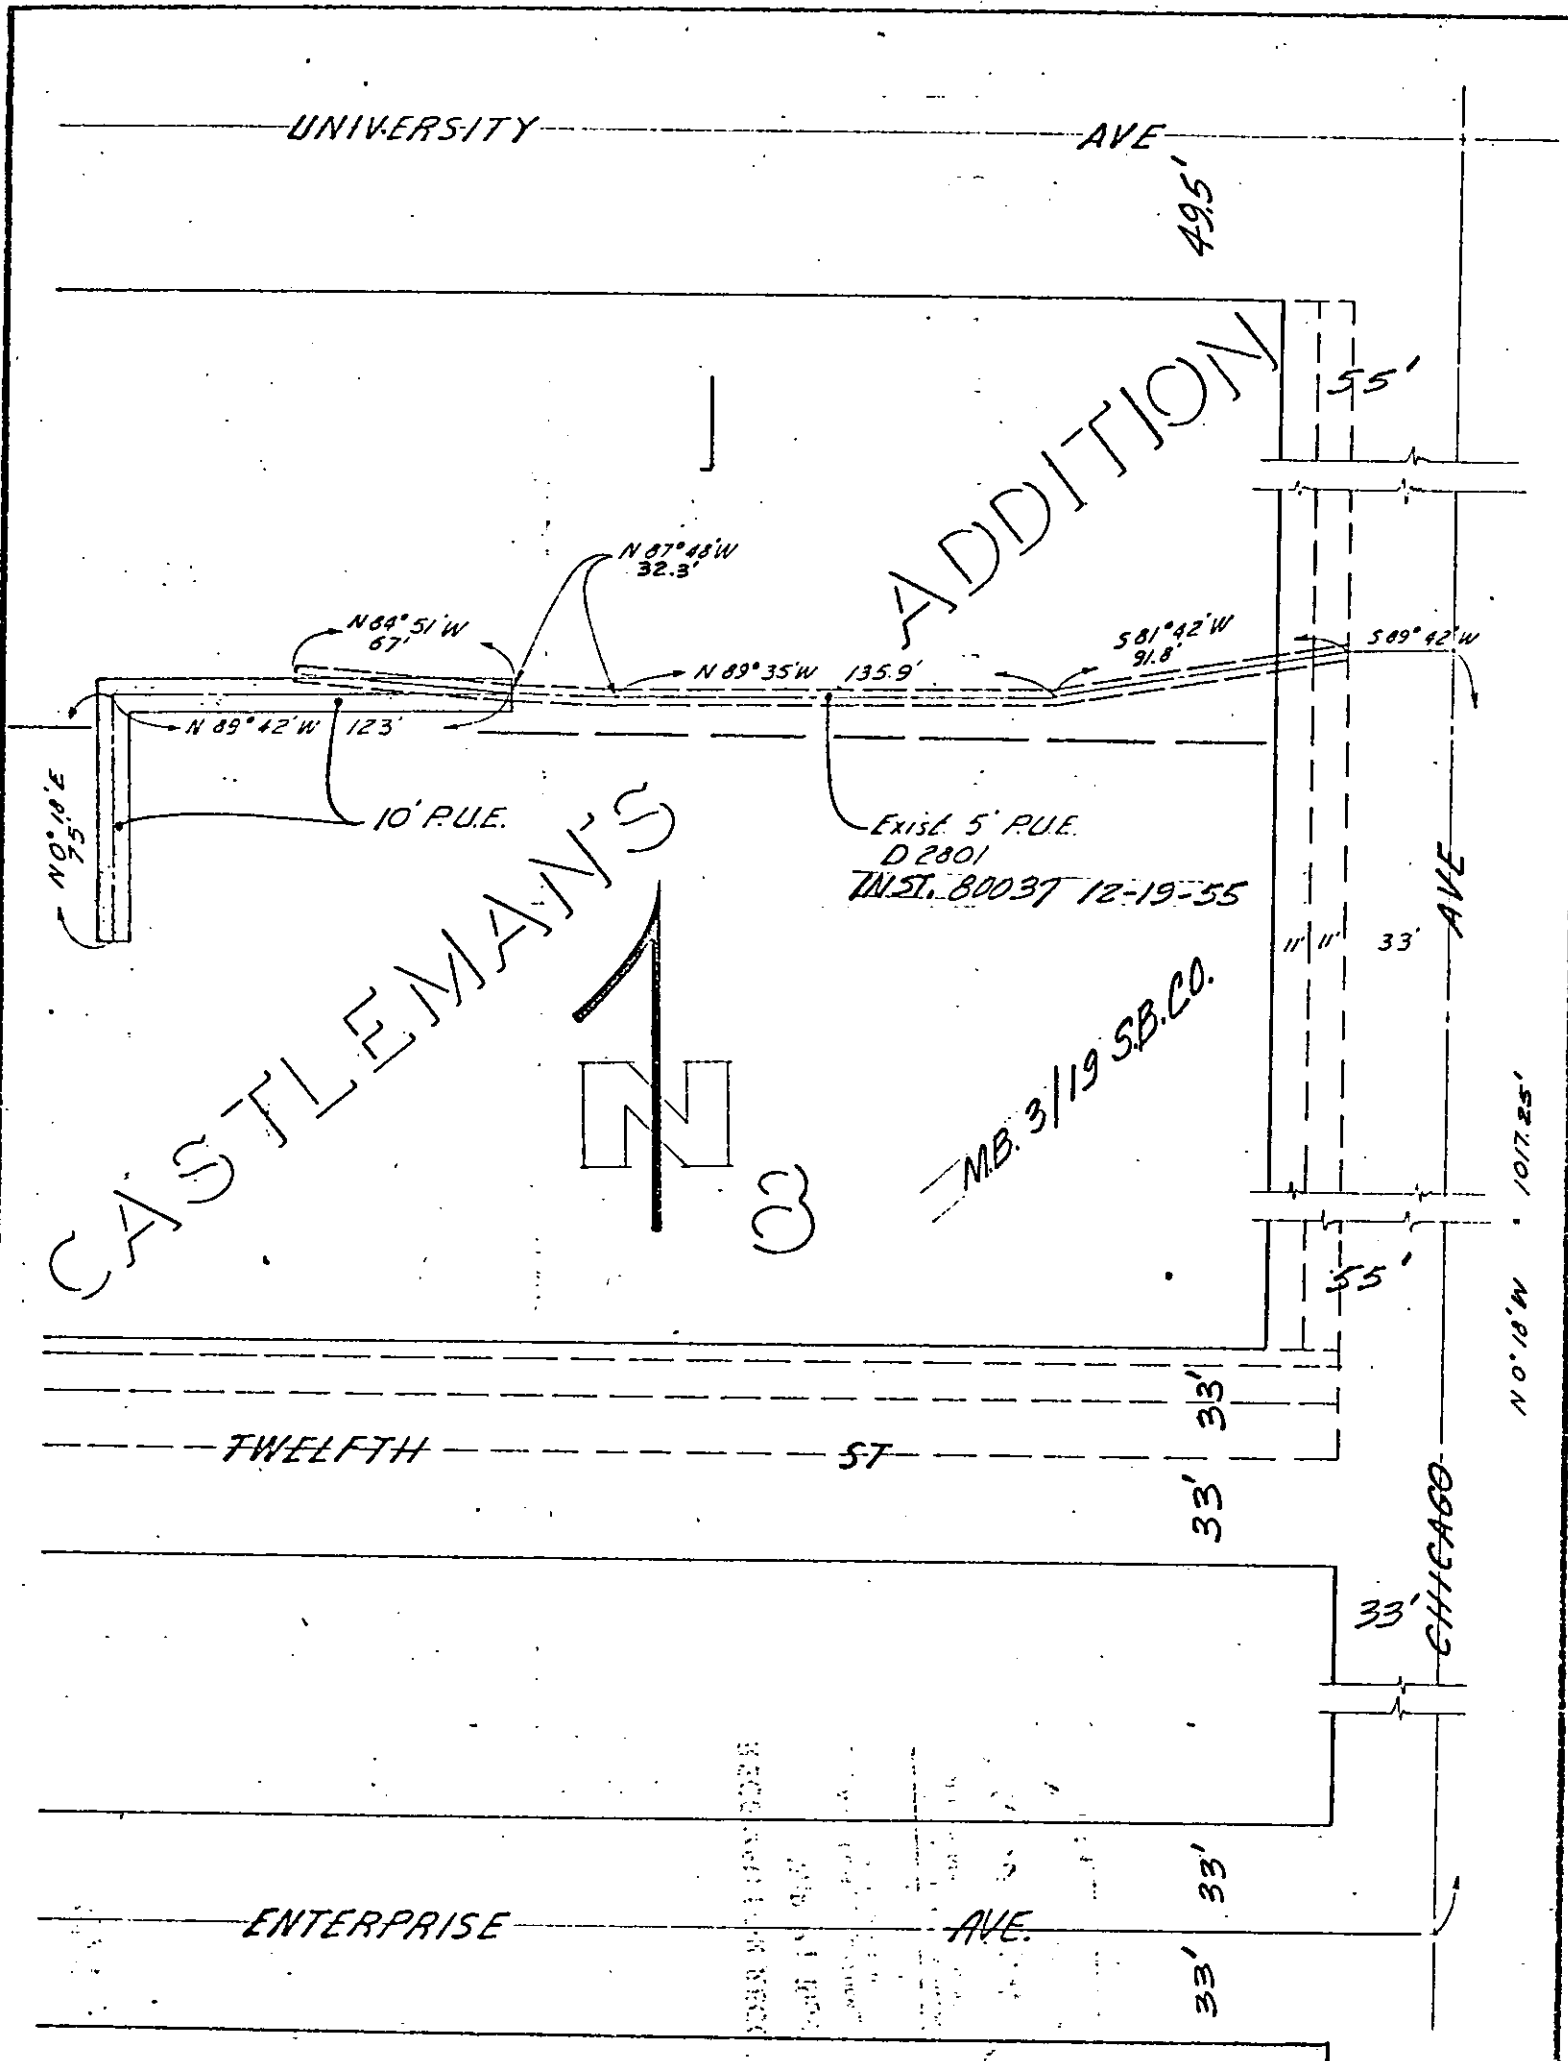 UNIVERSITY AVE
49.5'
55'
J
ADDITION
N 87°48'W
32.3'
N 84°51'W
67'
S 81°42'W
91.8'
S 89°42'W
N 89°35'W 135.9'
N 89°42'W 123'
N 0°18'E
75'
10' P.U.E.
Exist. 5' P.U.E.
D 2801
INST. 80037 12-19-55
CASTLEMAN'S
11' 11' 33'
AVE
N
M.B. 3/19 S.B.CO.
8
N 0°18'W 1017.25'
55'
33'
TWELFTH ST
33'
CHICAGO
33'
33'
ENTERPRISE AVE.
33'